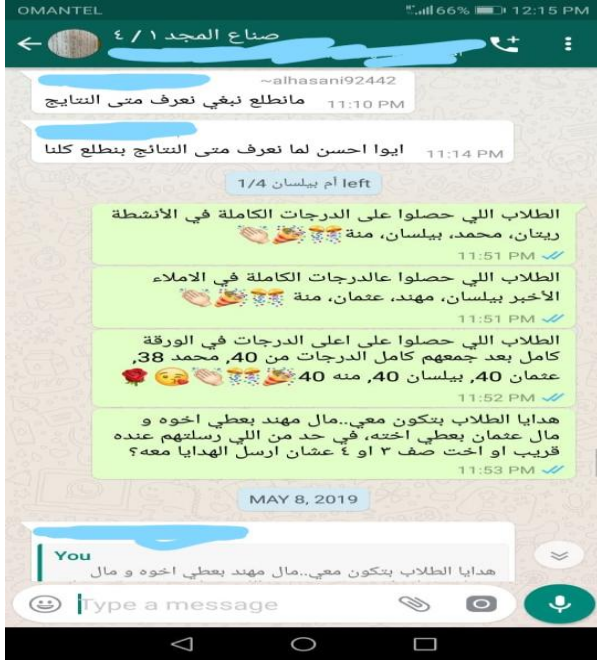 OMANTEL 66% 12:15 PM
صناع المجد ١ / ٤
~alhasani92442
مانطلع نبغي نعرف متى النتايج 11:10 PM
ايوا احسن لما نعرف متى النتائج بنطلع كلنا 11:14 PM
أم بيلسان 1/4 left
الطلاب اللي حصلوا على الدرجات الكاملة في الأنشطة
ريتان، محمد، بيلسان، منة 🎊🎉👏🏻
11:51 PM
الطلاب اللي حصلوا عالدرجات الكاملة في الاملاء
الأخير بيلسان، مهند، عثمان، منة 🎊🎉👏🏻
11:51 PM
الطلاب اللي حصلوا على اعلى الدرجات في الورقة
كامل بعد جمعهم كامل الدرجات من 40, محمد 38,
عثمان 40, بيلسان 40, منه 40 🎉🎊👏🏻😘🌹
11:52 PM
هدايا الطلاب بتكون معي..مال مهند بعطي اخوه و
مال عثمان بعطي اخته، في حد من اللي رسلتهم عنده
قريب او اخت صف ٣ او ٤ عشان ارسل الهدايا معه؟
11:53 PM
MAY 8, 2019
You
هدايا الطلاب بتكون معي..مال مهند بعطي اخوه و مال
Type a message